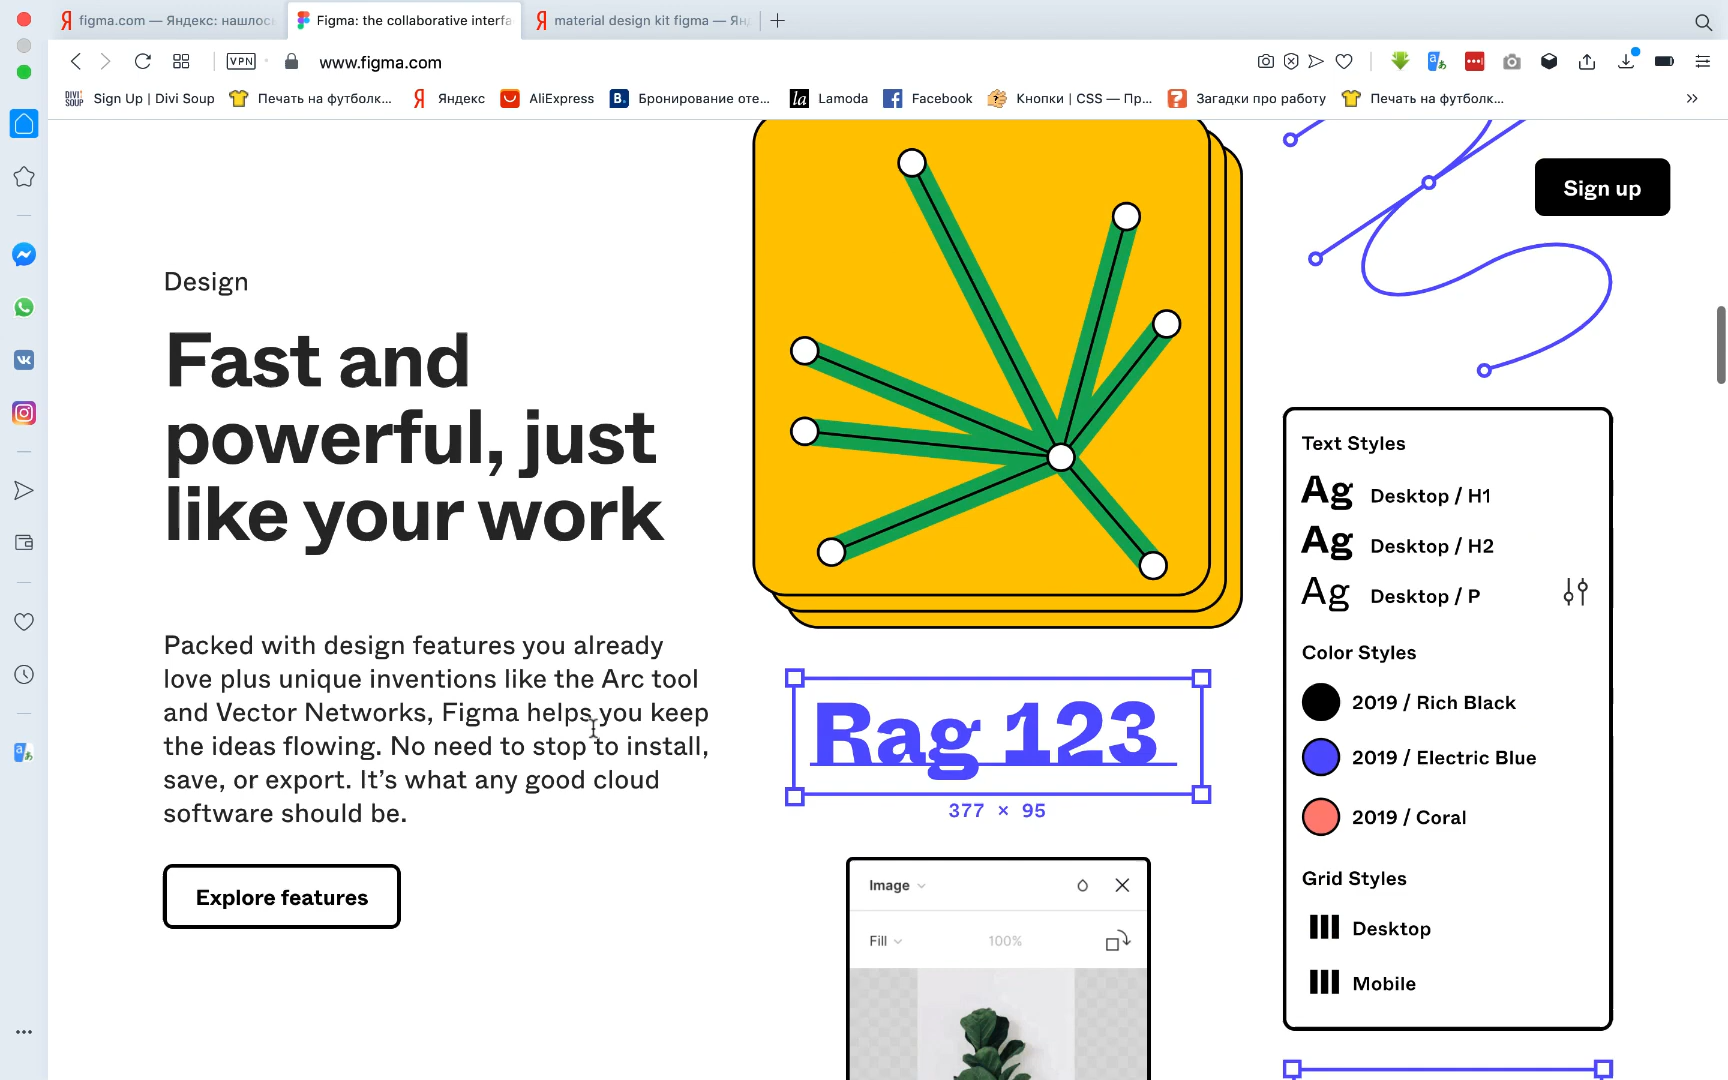 figma.com — Яндекс: нашлось
Figma: the collaborative interfa
material design kit figma — Ян
VPN
www.figma.com
DIVI SOUP
Sign Up | Divi Soup
Печать на футболк...
Яндекс
AliExpress
B.
Бронирование оте...
la
Lamoda
Facebook
Кнопки | CSS — Пр...
Загадки про работу
Печать на футболк...
Sign up
Design
Fast and
powerful, just
like your work
Packed with design features you already
love plus unique inventions like the Arc tool
and Vector Networks, Figma helps you keep
the ideas flowing. No need to stop to install,
save, or export. It’s what any good cloud
software should be.
Explore features
Rag 123
377 × 95
Image
Fill
100%
Text Styles
Ag Desktop / H1
Ag Desktop / H2
Ag Desktop / P
Color Styles
2019 / Rich Black
2019 / Electric Blue
2019 / Coral
Grid Styles
Desktop
Mobile